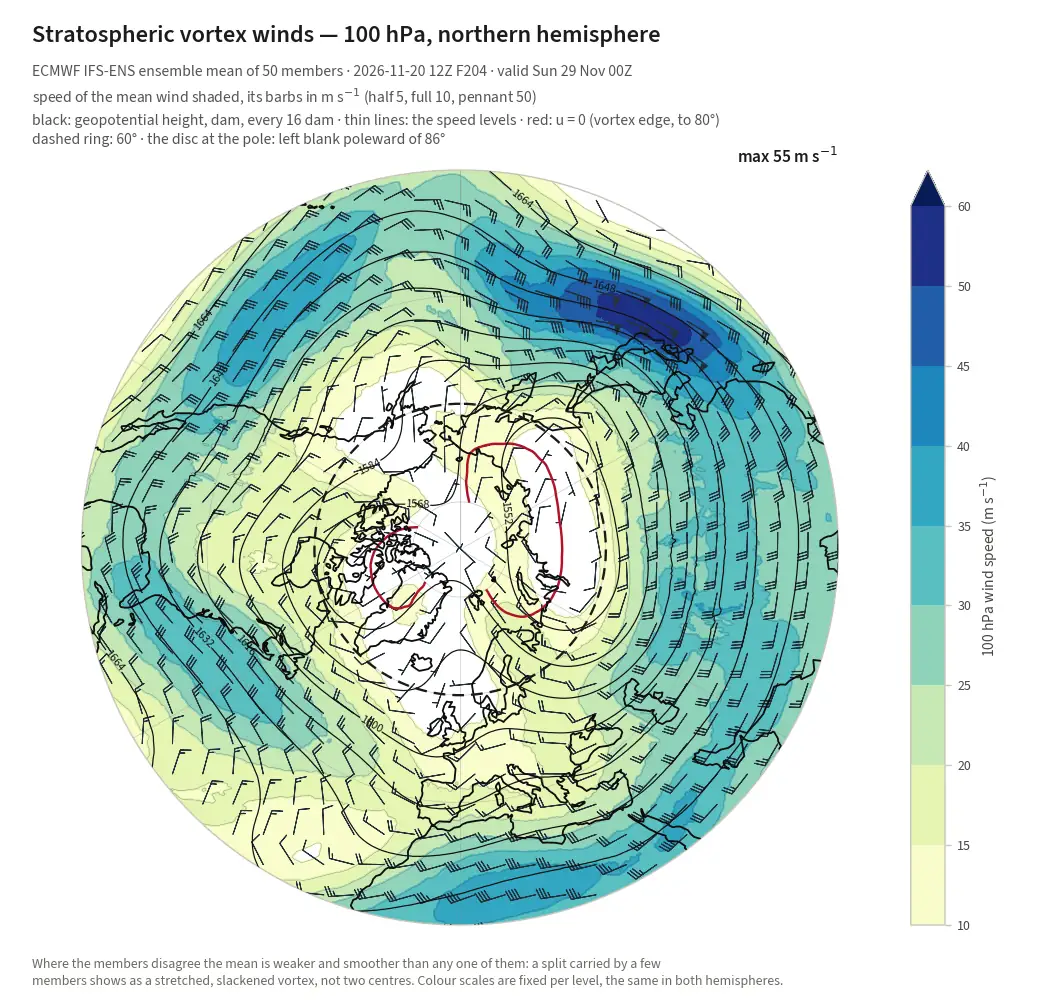 Stratospheric vortex winds — 100 hPa, northern hemisphere
ECMWF IFS-ENS ensemble mean of 50 members · 2026-11-20 12Z F204 · valid Sun 29 Nov 00Z
speed of the mean wind shaded, its barbs in m s⁻¹ (half 5, full 10, pennant 50)
black: geopotential height, dam, every 16 dam · thin lines: the speed levels · red: u = 0 (vortex edge, to 80°)
dashed ring: 60° · the disc at the pole: left blank poleward of 86°
max 55 m s⁻¹
1664
1648
1664
1648
1584
1568
1552
1632
1616
1664
1600
60
50
45
40
35
30
25
20
15
10
100 hPa wind speed (m s⁻¹)
Where the members disagree the mean is weaker and smoother than any one of them: a split carried by a few
members shows as a stretched, slackened vortex, not two centres. Colour scales are fixed per level, the same in both hemispheres.